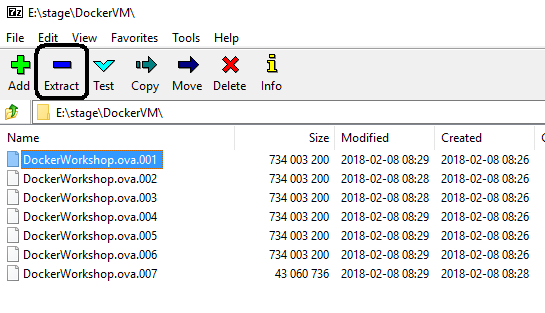 7z E:\stage\DockerVM\
File Edit View Favorites Tools Help
Add Extract Test Copy Move Delete Info
E:\stage\DockerVM\
Name Size Modified Created
DockerWorkshop.ova.001 734 003 200 2018-02-08 08:29 2018-02-08 08:26
DockerWorkshop.ova.002 734 003 200 2018-02-08 08:28 2018-02-08 08:26
DockerWorkshop.ova.003 734 003 200 2018-02-08 08:28 2018-02-08 08:26
DockerWorkshop.ova.004 734 003 200 2018-02-08 08:29 2018-02-08 08:26
DockerWorkshop.ova.005 734 003 200 2018-02-08 08:29 2018-02-08 08:26
DockerWorkshop.ova.006 734 003 200 2018-02-08 08:29 2018-02-08 08:26
DockerWorkshop.ova.007 43 060 736 2018-02-08 08:29 2018-02-08 08:28